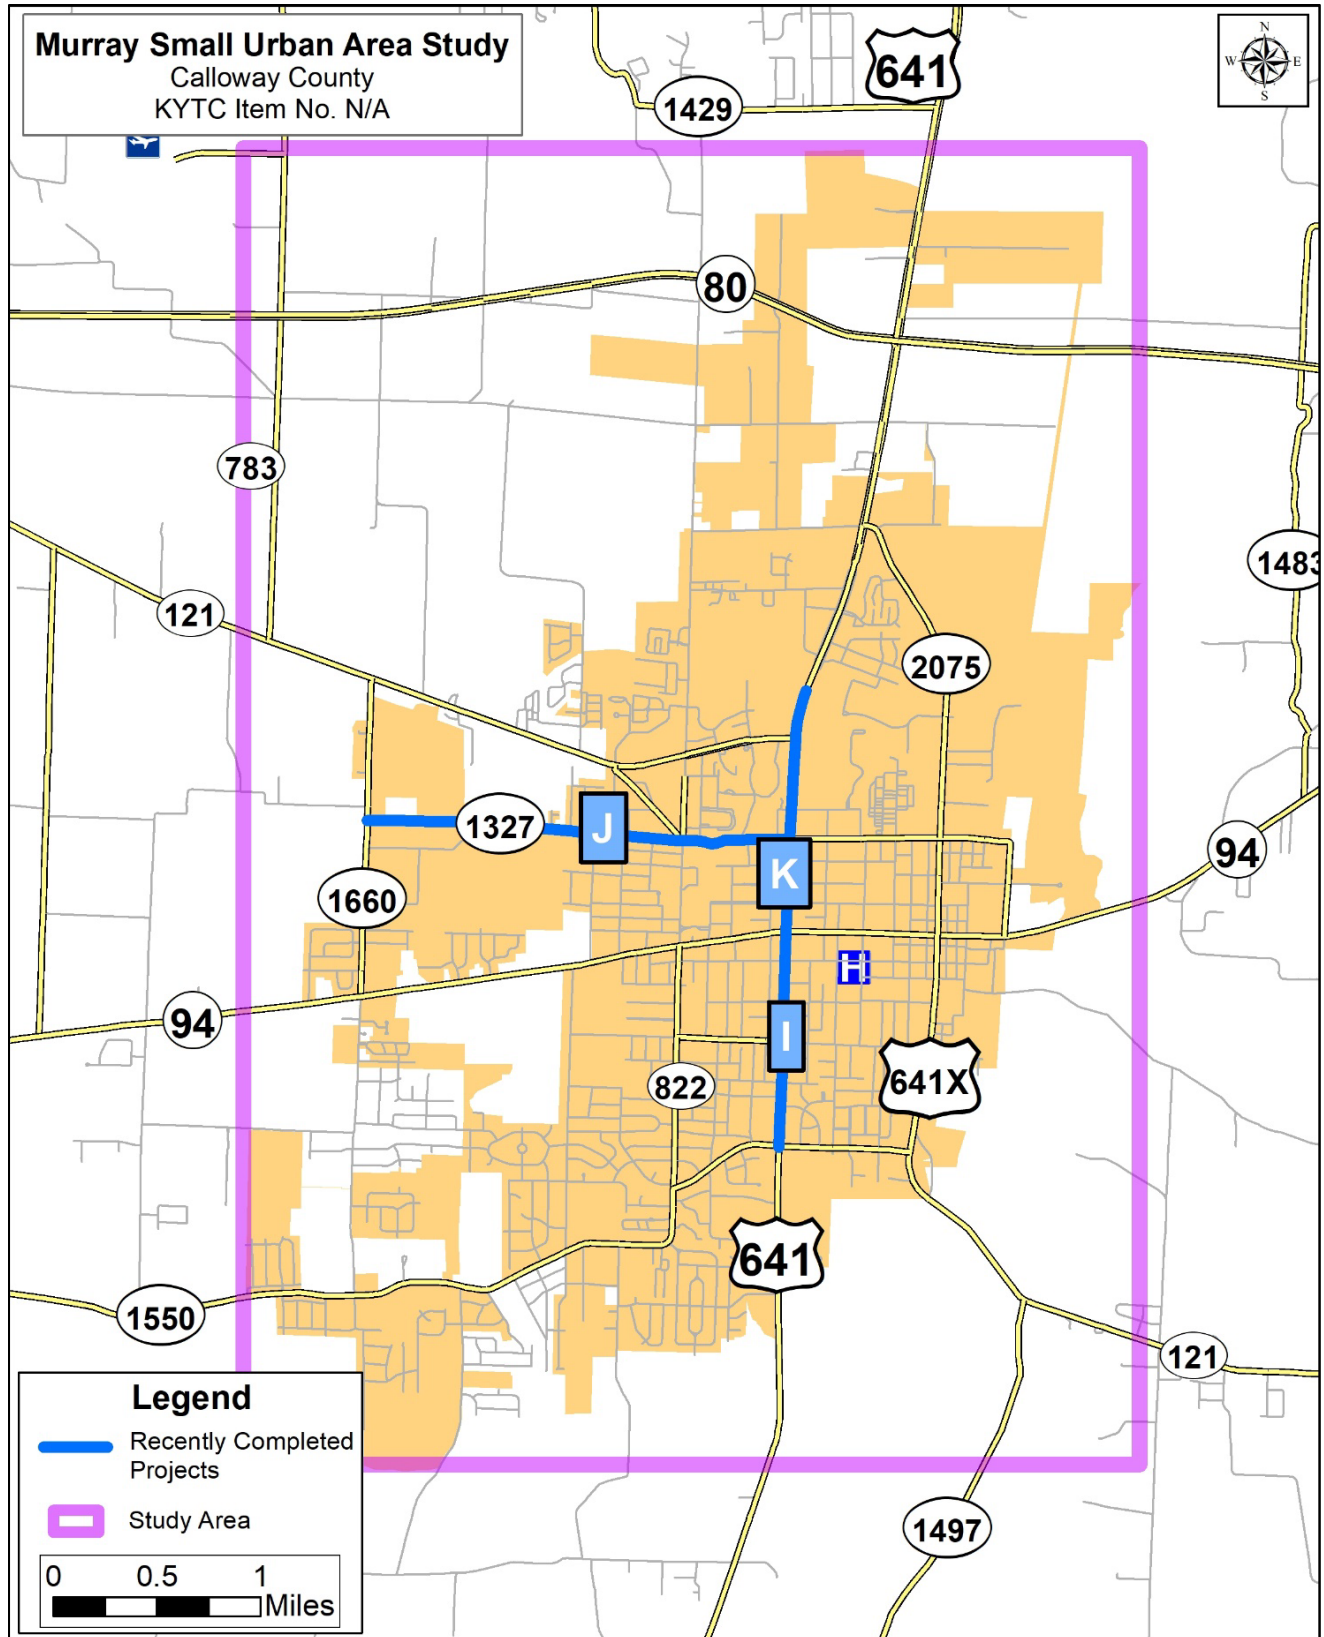 Murray Small Urban Area Study
Calloway County
KYTC Item No. N/A
N
W E
S
641
1429
80
783
1483
121
2075
1327
J
K
94
1660
H
94
I
822
641X
641
1550
121
1497
Legend
Recently Completed
Projects
Study Area
0 0.5 1
Miles